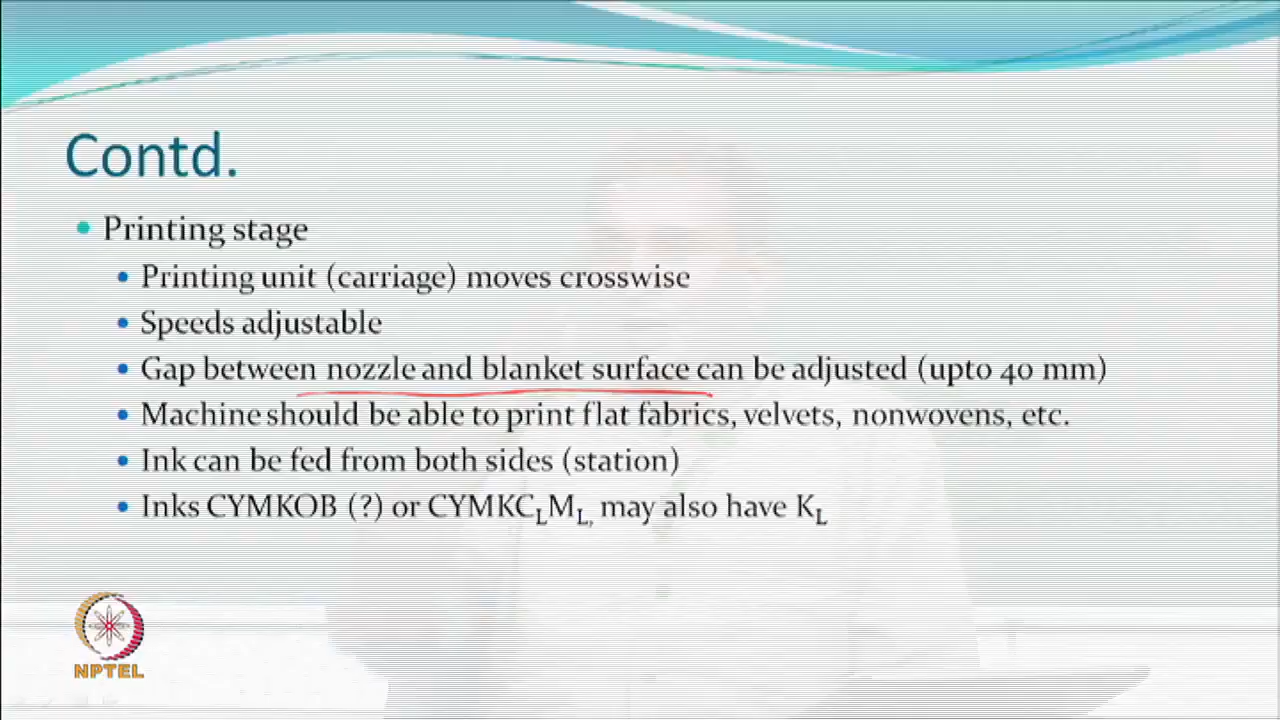 Contd.
Printing stage
Printing unit (carriage) moves crosswise
Speeds adjustable
Gap between nozzle and blanket surface can be adjusted (upto 40 mm)
Machine should be able to print flat fabrics, velvets, nonwovens, etc.
Ink can be fed from both sides (station)
Inks CYMKOB (?) or CYMKCLML, may also have KL
NPTEL